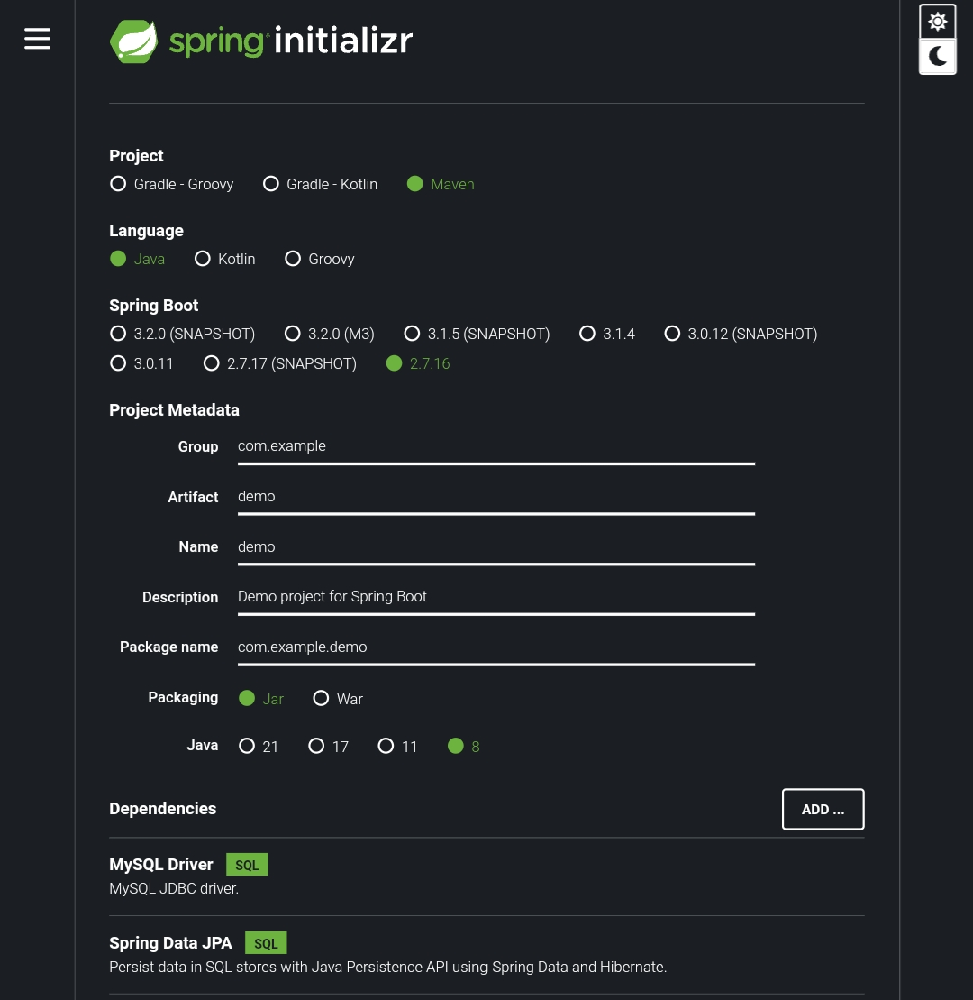 spring initializr
Project
Gradle - Groovy Gradle - Kotlin Maven
Language
Java Kotlin Groovy
Spring Boot
3.2.0 (SNAPSHOT) 3.2.0 (M3) 3.1.5 (SNAPSHOT) 3.1.4 3.0.12 (SNAPSHOT)
3.0.11 2.7.17 (SNAPSHOT) 2.7.16
Project Metadata
Group com.example
Artifact demo
Name demo
Description Demo project for Spring Boot
Package name com.example.demo
Packaging Jar War
Java 21 17 11 8
Dependencies ADD ...
MySQL Driver SQL
MySQL JDBC driver.
Spring Data JPA SQL
Persist data in SQL stores with Java Persistence API using Spring Data and Hibernate.